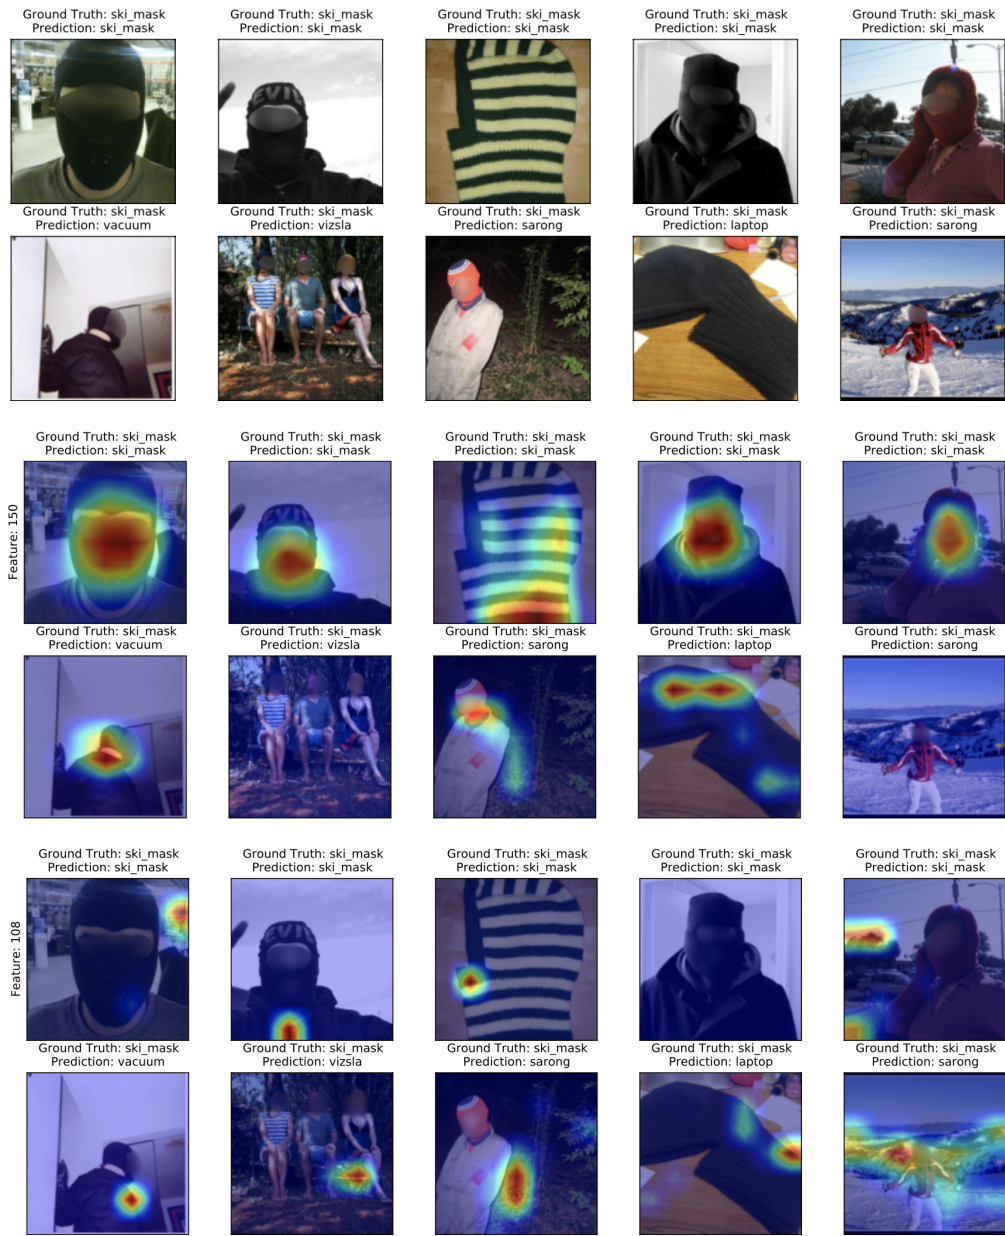 Ground Truth: ski_mask Ground Truth: ski_mask Ground Truth: ski_mask Ground Truth: ski_mask Ground Truth: ski_mask
Prediction: ski_mask Prediction: ski_mask Prediction: ski_mask Prediction: ski_mask Prediction: ski_mask
EVIL
Ground Truth: ski_mask Ground Truth: ski_mask Ground Truth: ski_mask Ground Truth: ski_mask Ground Truth: ski_mask
Prediction: vacuum Prediction: vizsla Prediction: sarong Prediction: laptop Prediction: sarong
Ground Truth: ski_mask Ground Truth: ski_mask Ground Truth: ski_mask Ground Truth: ski_mask Ground Truth: ski_mask
Prediction: ski_mask Prediction: ski_mask Prediction: ski_mask Prediction: ski_mask Prediction: ski_mask
Feature: 150
EVIL
Ground Truth: ski_mask Ground Truth: ski_mask Ground Truth: ski_mask Ground Truth: ski_mask Ground Truth: ski_mask
Prediction: vacuum Prediction: vizsla Prediction: sarong Prediction: laptop Prediction: sarong
Ground Truth: ski_mask Ground Truth: ski_mask Ground Truth: ski_mask Ground Truth: ski_mask Ground Truth: ski_mask
Prediction: ski_mask Prediction: ski_mask Prediction: ski_mask Prediction: ski_mask Prediction: ski_mask
Feature: 108
EVIL
Ground Truth: ski_mask Ground Truth: ski_mask Ground Truth: ski_mask Ground Truth: ski_mask Ground Truth: ski_mask
Prediction: vacuum Prediction: vizsla Prediction: sarong Prediction: laptop Prediction: sarong